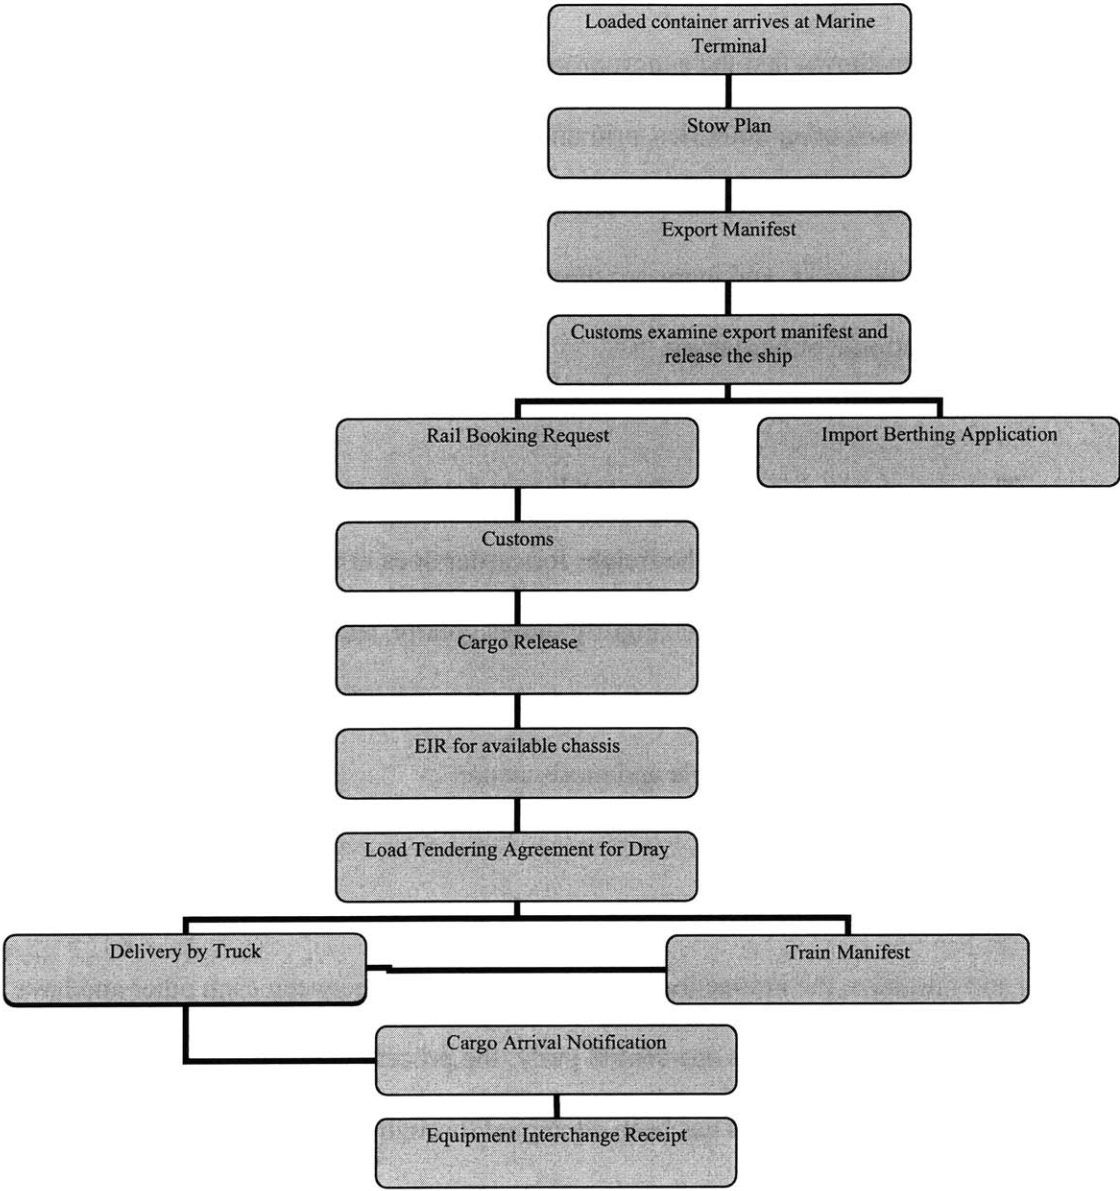 Loaded container arrives at Marine
Terminal
Stow Plan
Export Manifest
Customs examine export manifest and
release the ship
Rail Booking Request
Import Berthing Application
Customs
Cargo Release
EIR for available chassis
Load Tendering Agreement for Dray
Delivery by Truck
Train Manifest
Cargo Arrival Notification
Equipment Interchange Receipt